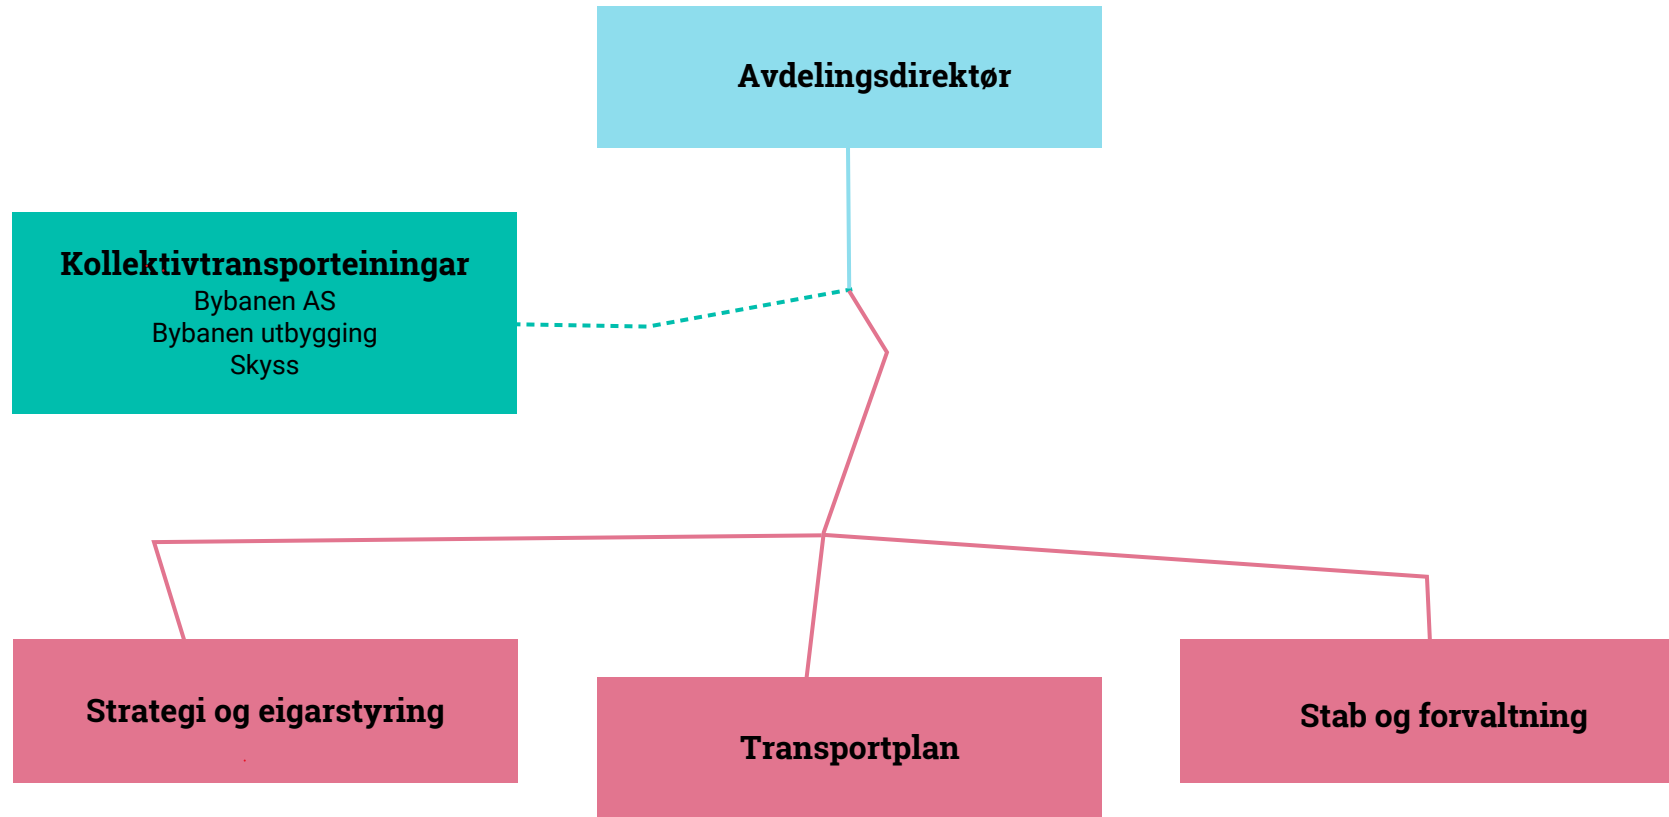 Avdelingsdirektør
Kollektivtransporteiningar
Bybanen AS
Bybanen utbygging
Skyss
Strategi og eigarstyring
Transportplan
Stab og forvaltning